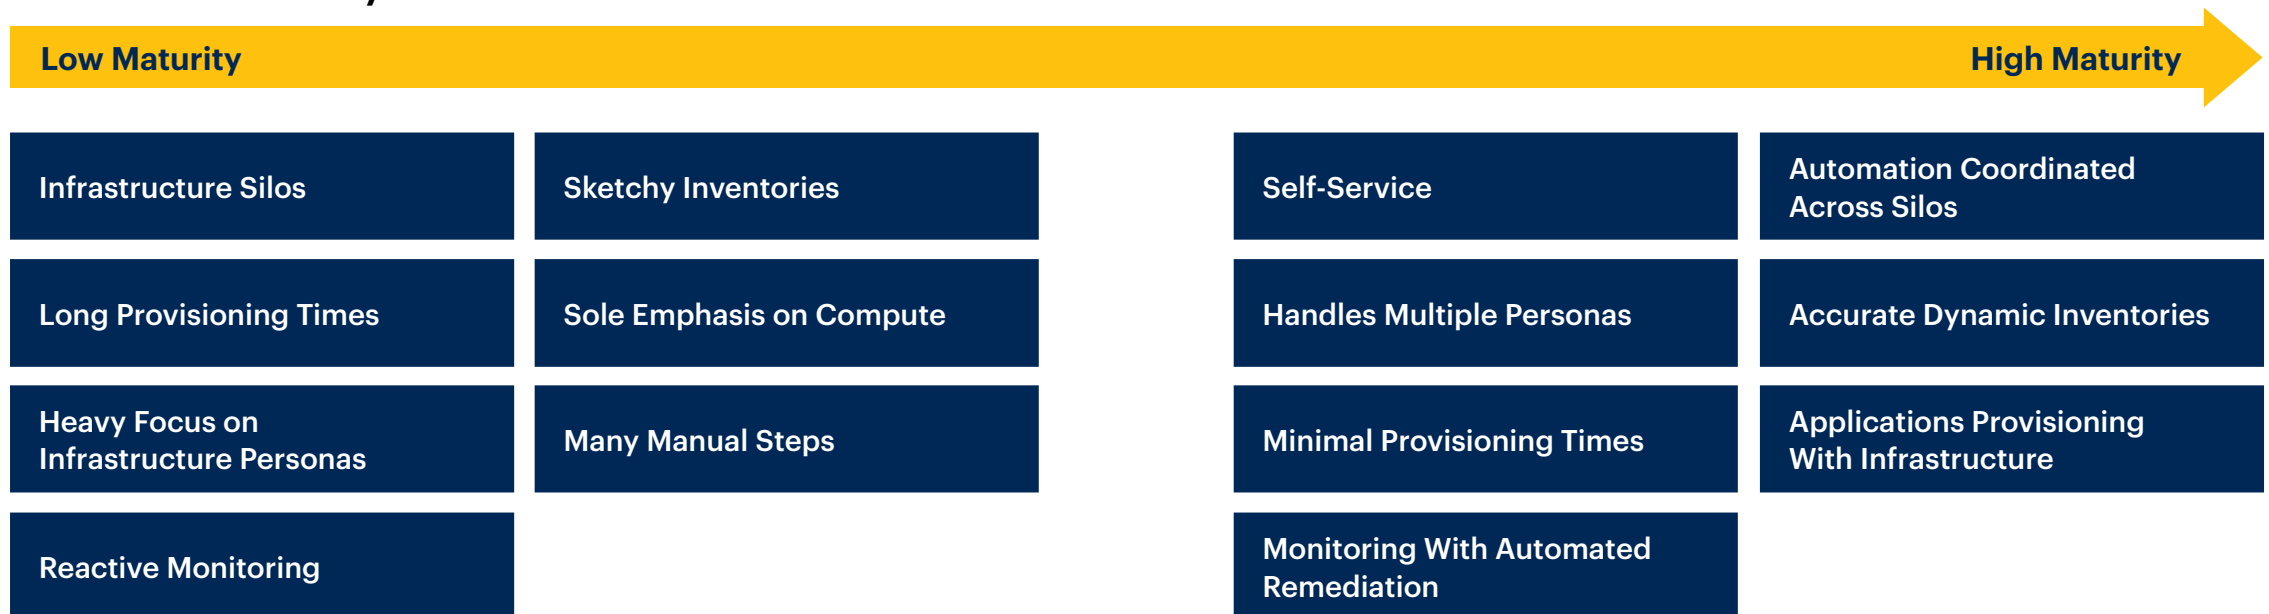 Low Maturity
High Maturity
Infrastructure Silos
Sketchy Inventories
Self-Service
Automation Coordinated
Across Silos
Long Provisioning Times
Sole Emphasis on Compute
Handles Multiple Personas
Accurate Dynamic Inventories
Heavy Focus on
Infrastructure Personas
Many Manual Steps
Minimal Provisioning Times
Applications Provisioning
With Infrastructure
Reactive Monitoring
Monitoring With Automated
Remediation